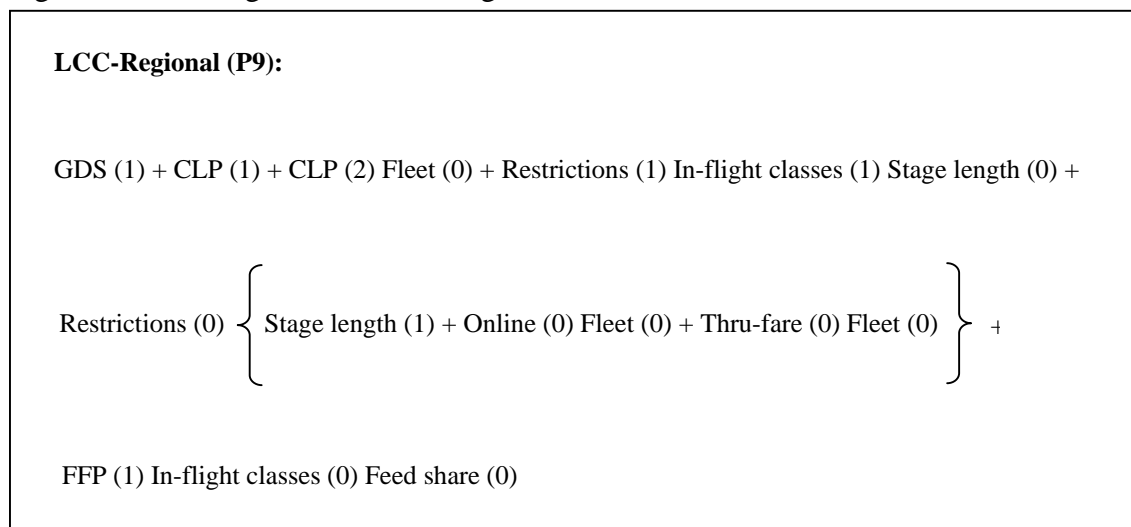 LCC-Regional (P9):
GDS (1) + CLP (1) + CLP (2) Fleet (0) + Restrictions (1) In-flight classes (1) Stage length (0) +
Restrictions (0) { Stage length (1) + Online (0) Fleet (0) + Thru-fare (0) Fleet (0) } +
FFP (1) In-flight classes (0) Feed share (0)